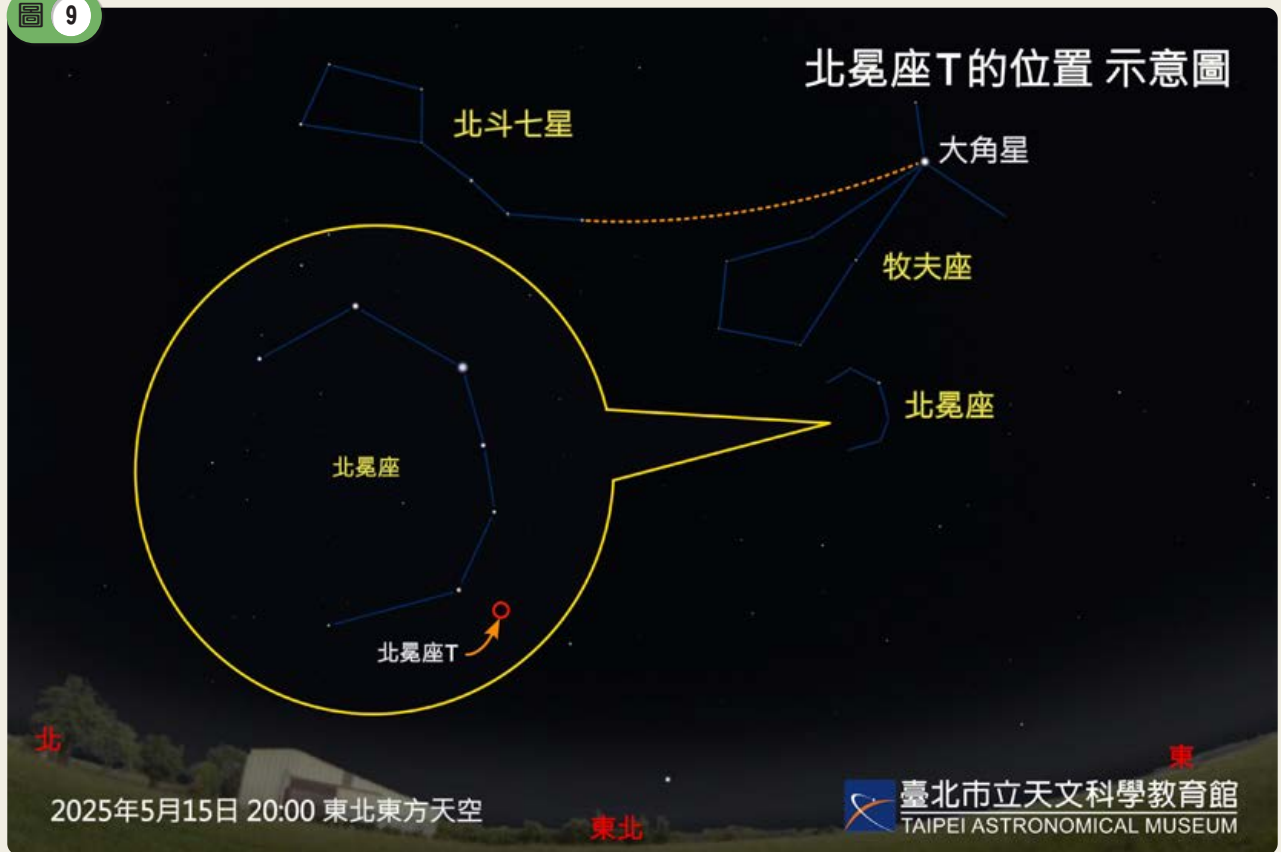 圖 9
北冕座T的位置 示意圖
北斗七星
大角星
牧夫座
北冕座
北冕座
北冕座T
北
東
東北
2025年5月15日 20:00 東北東方天空
臺北市立天文科學教育館
TAIPEI ASTRONOMICAL MUSEUM